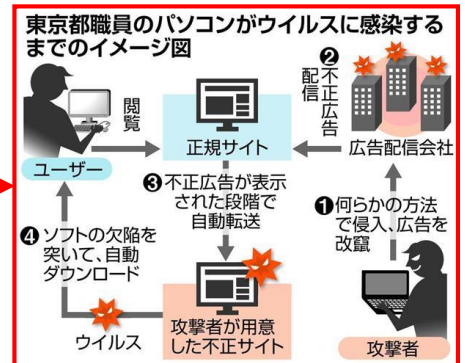 東京都職員のパソコンがウイルスに感染する
までのイメージ図
❷不正広告
配信
閲覧
ユーザー
正規サイト
広告配信会社
❸不正広告が表示
された段階で
自動転送
❶何らかの方法
で侵入、広告を
改竄
❹ソフトの欠陥を
突いて、自動
ダウンロード
ウイルス
攻撃者が用意
した不正サイト
攻撃者